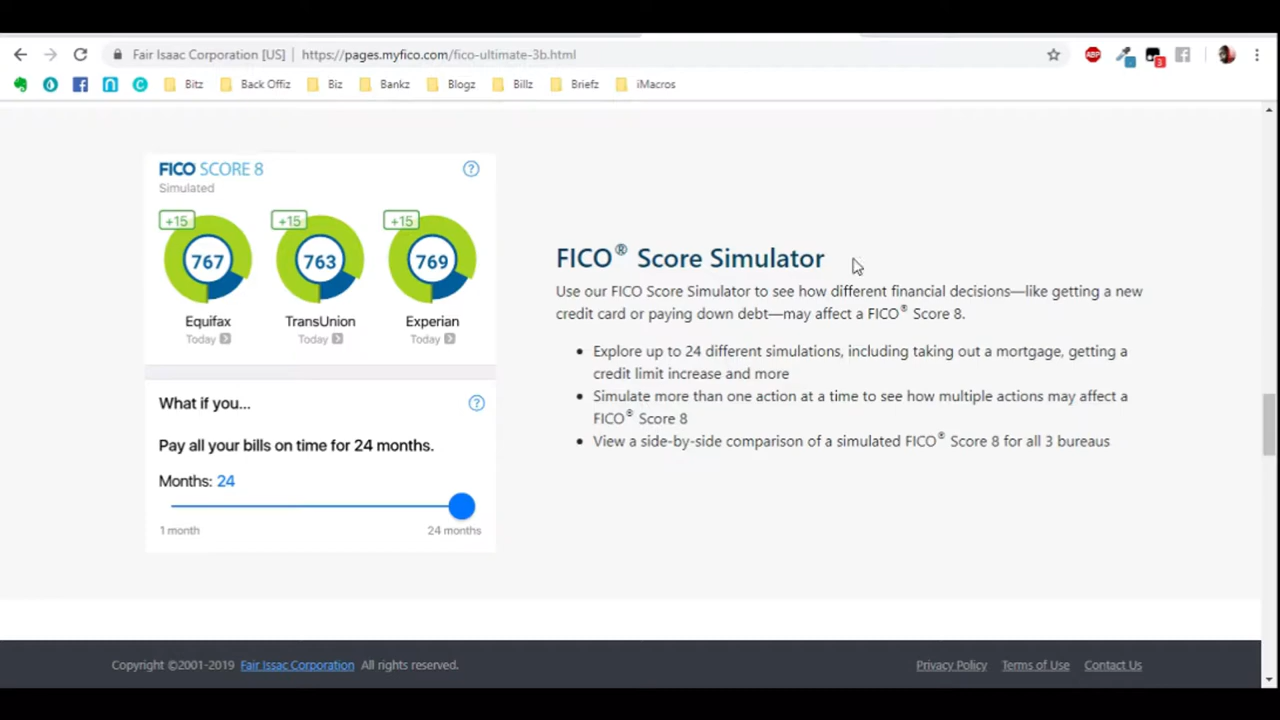 Fair Isaac Corporation [US] | https://pages.myfico.com/fico-ultimate-3b.html
ABP
3
Bitz
Back Offiz
Biz
Bankz
Blogz
Billz
Briefz
iMacros
FICO SCORE 8
Simulated
+15
+15
+15
767
763
769
Equifax
TransUnion
Experian
Today
Today
Today
What if you...
Pay all your bills on time for 24 months.
Months: 24
1 month
24 months
FICO® Score Simulator
Use our FICO Score Simulator to see how different financial decisions—like getting a new
credit card or paying down debt—may affect a FICO® Score 8.
Explore up to 24 different simulations, including taking out a mortgage, getting a
credit limit increase and more
Simulate more than one action at a time to see how multiple actions may affect a
FICO® Score 8
View a side-by-side comparison of a simulated FICO® Score 8 for all 3 bureaus
Copyright ©2001-2019 Fair Issac Corporation All rights reserved.
Privacy Policy
Terms of Use
Contact Us